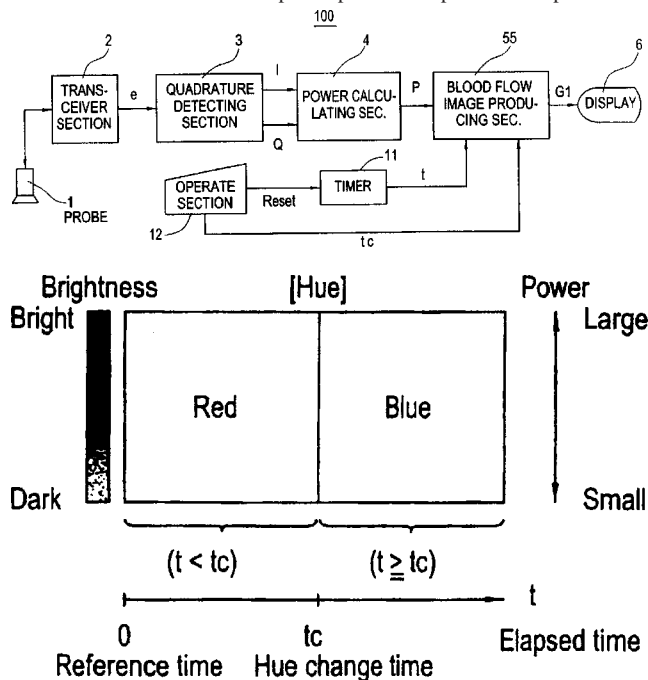 100
2
3
4
55
6
TRANS-
CEIVER
SECTION
e
QUADRATURE
DETECTING
SECTION
I
Q
POWER CALCU-
LATING SEC.
P
BLOOD FLOW
IMAGE PRODU-
CING SEC.
G1
DISPLAY
1
PROBE
OPERATE
SECTION
12
Reset
11
TIMER
t
tc
Brightness [Hue] Power
Bright Large
Red Blue
Dark Small
(t < tc) (t ≧ tc)
t
0 tc Elapsed time
Reference time Hue change time